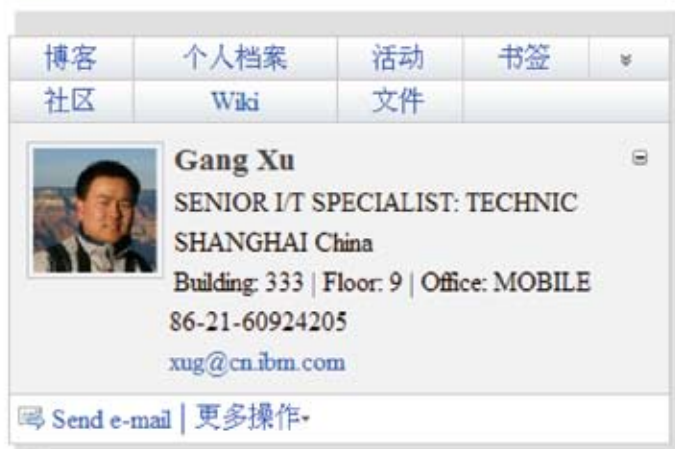 博客 个人档案 活动 书签
社区 Wiki 文件
Gang Xu
SENIOR I/T SPECIALIST: TECHNIC
SHANGHAI China
Building: 333 | Floor: 9 | Office: MOBILE
86-21-60924205
xug@cn.ibm.com
Send e-mail | 更多操作